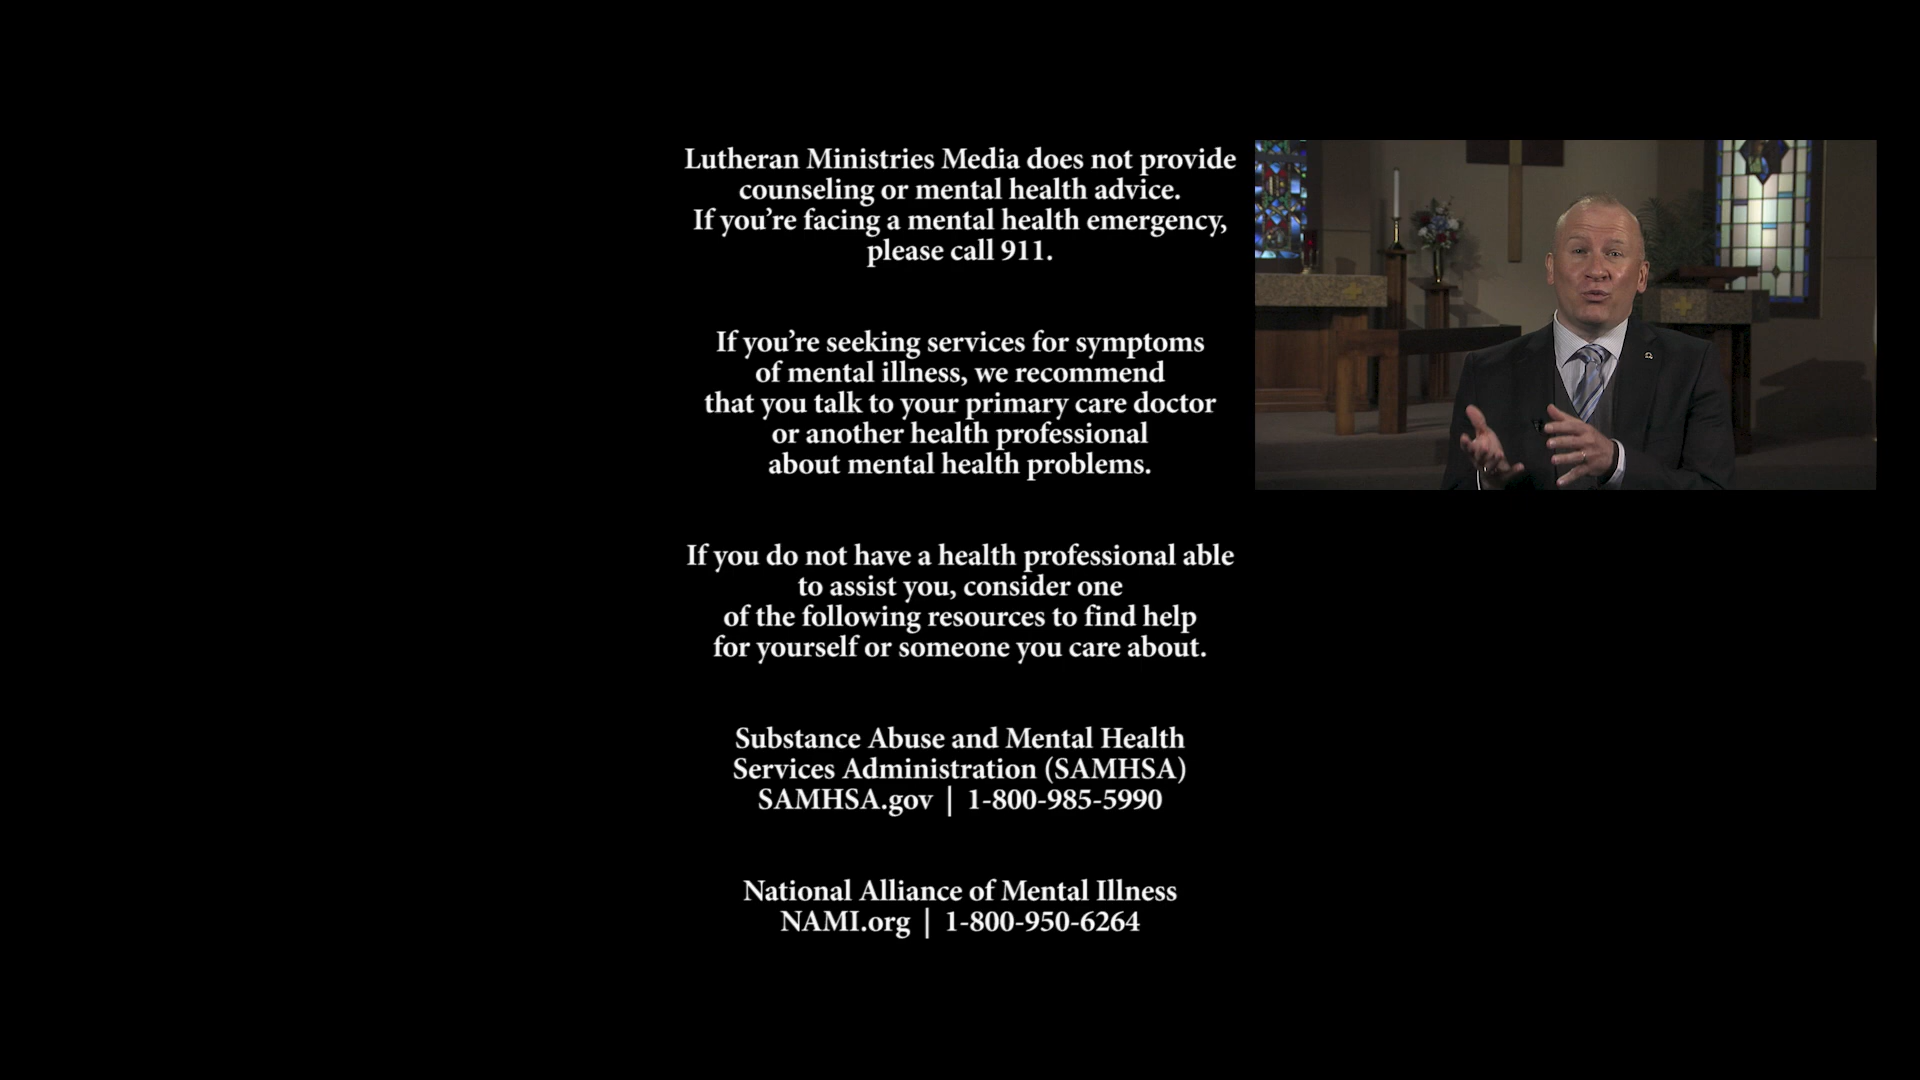 Lutheran Ministries Media does not provide
counseling or mental health advice.
If you’re facing a mental health emergency,
please call 911.
If you’re seeking services for symptoms
of mental illness, we recommend
that you talk to your primary care doctor
or another health professional
about mental health problems.
If you do not have a health professional able
to assist you, consider one
of the following resources to find help
for yourself or someone you care about.
Substance Abuse and Mental Health
Services Administration (SAMHSA)
SAMHSA.gov | 1-800-985-5990
National Alliance of Mental Illness
NAMI.org | 1-800-950-6264